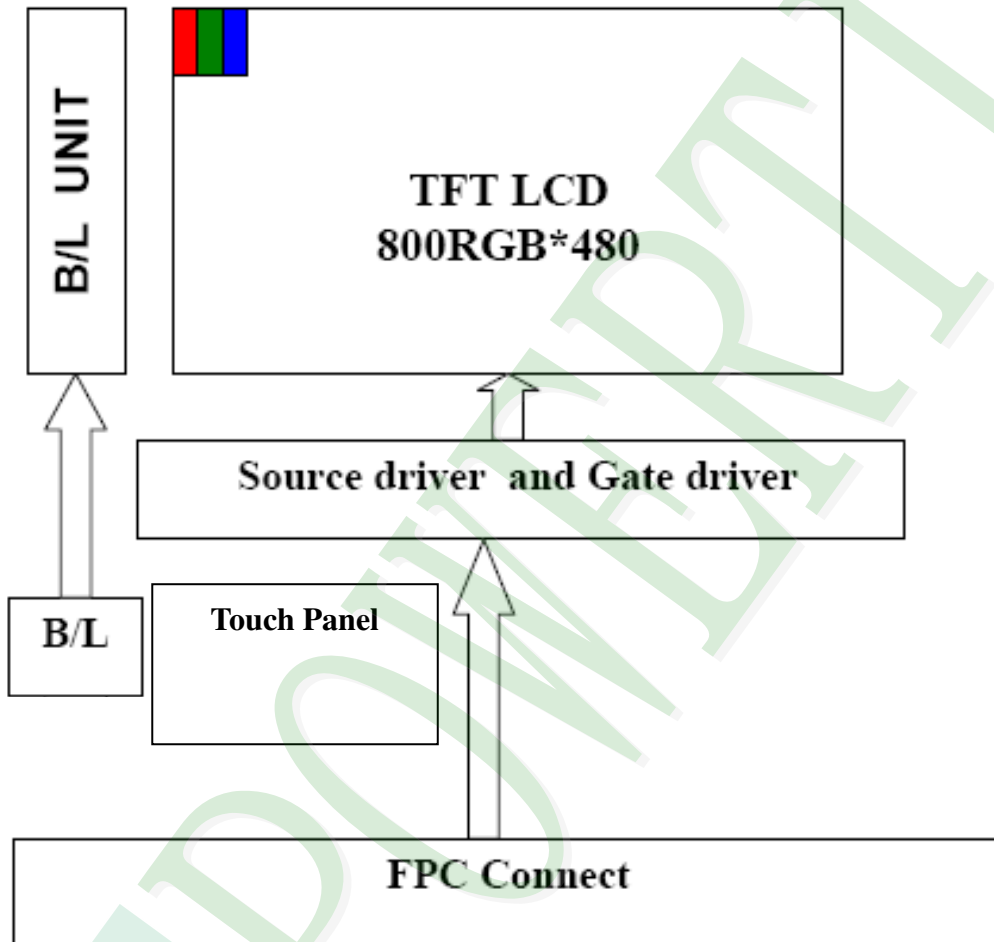 B/L UNIT
TFT LCD
800RGB*480
Source driver and Gate driver
B/L
Touch Panel
FPC Connect